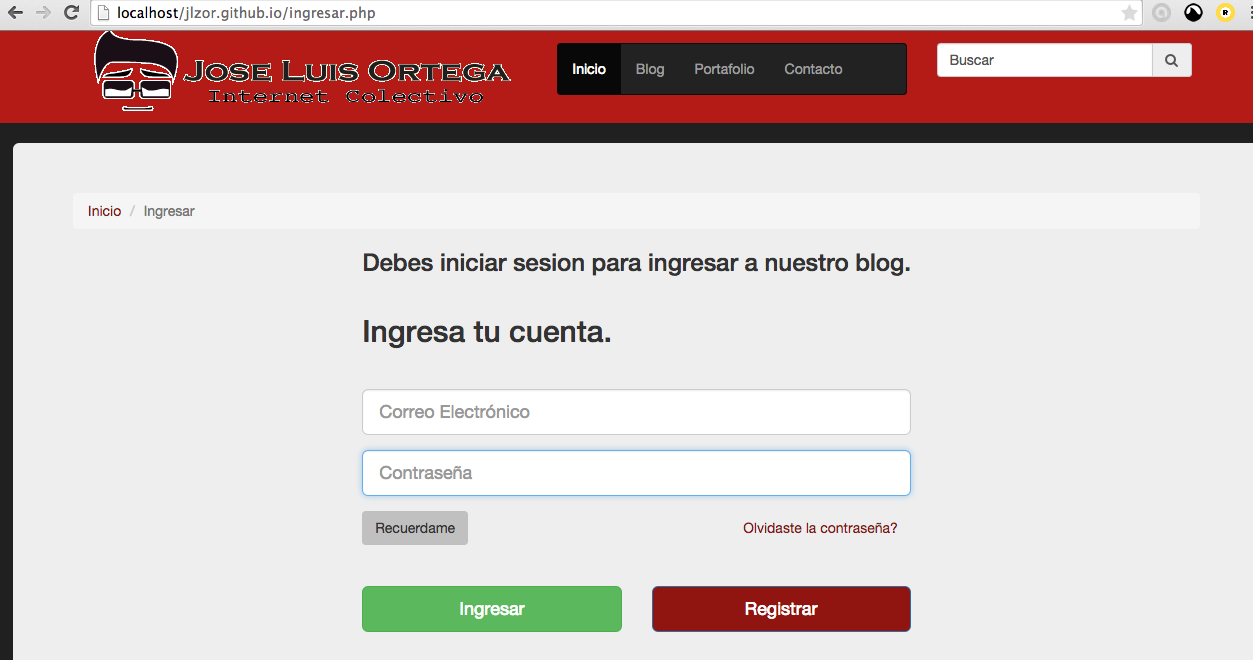 localhost/jlzor.github.io/ingresar.php
R
Jose Luis Ortega
Internet Colectivo
Inicio Blog Portafolio Contacto
Buscar
Inicio / Ingresar
Debes iniciar sesion para ingresar a nuestro blog.
Ingresa tu cuenta.
Correo Electrónico
Contraseña
Recuerdame Olvidaste la contraseña?
Ingresar Registrar